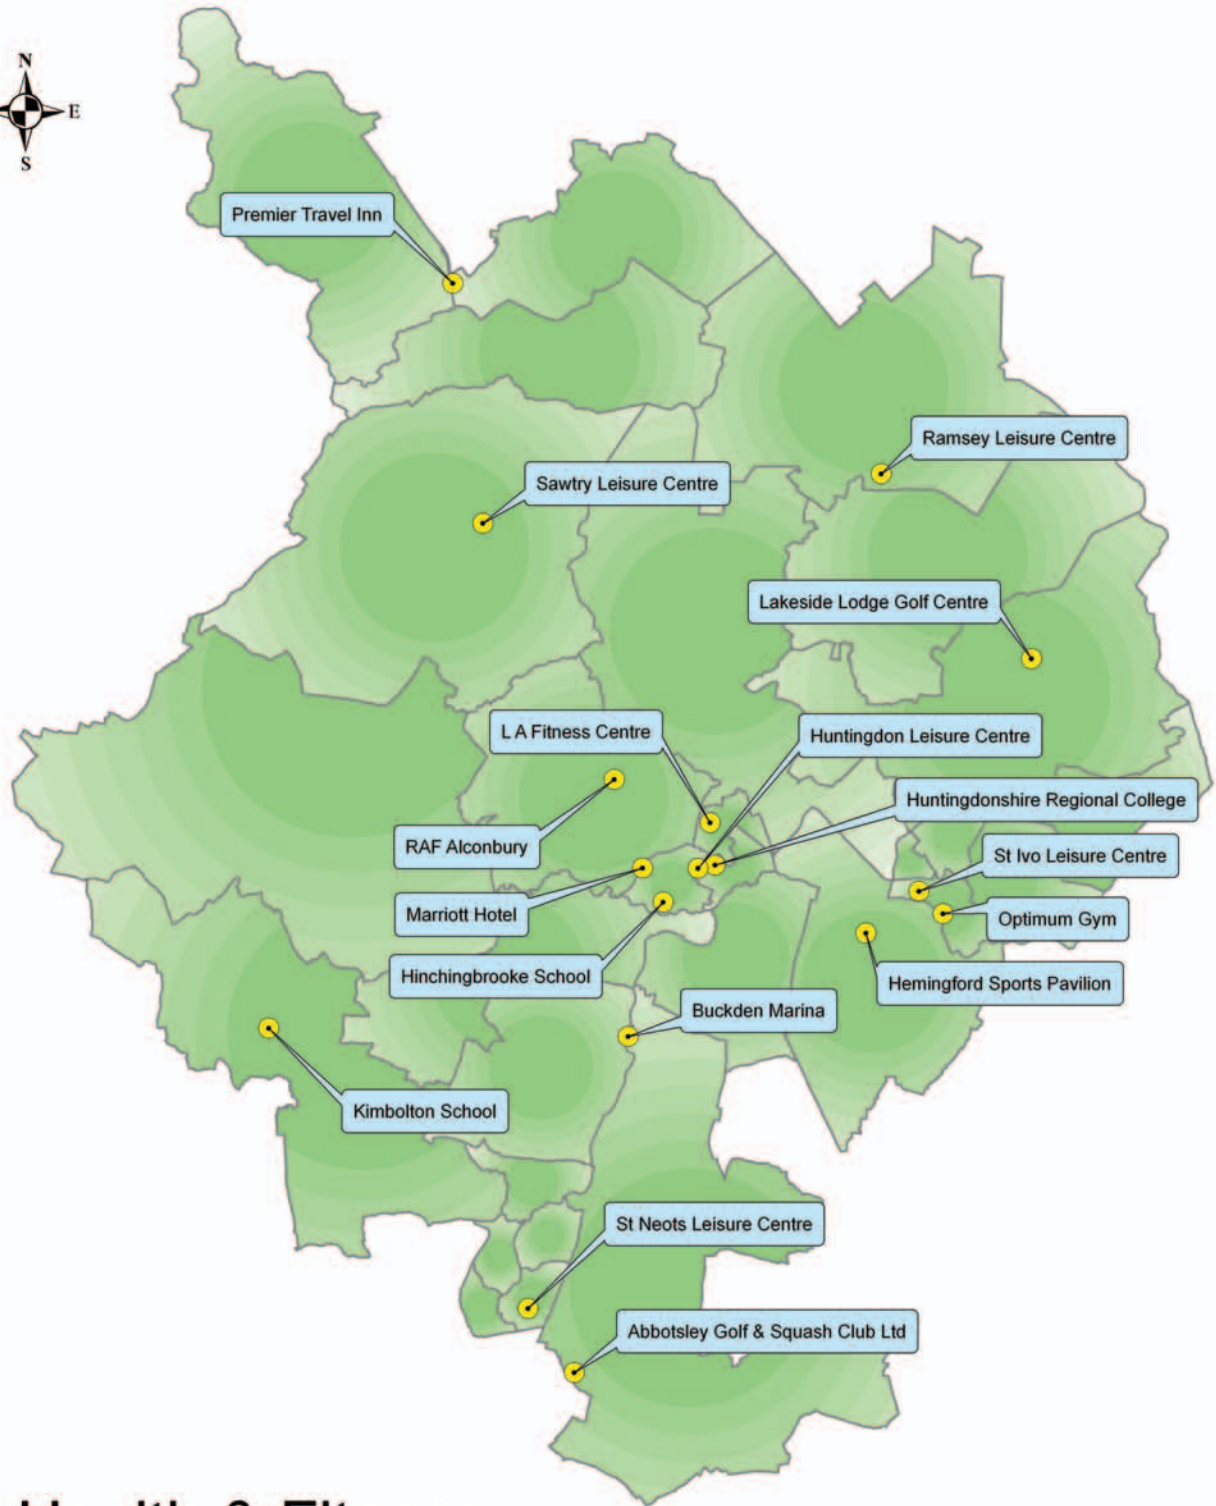 N
E
S
Premier Travel Inn
Ramsey Leisure Centre
Sawtry Leisure Centre
Lakeside Lodge Golf Centre
L A Fitness Centre
Huntingdon Leisure Centre
Huntingdonshire Regional College
RAF Alconbury
St Ivo Leisure Centre
Marriott Hotel
Optimum Gym
Hinchingbrooke School
Hemingford Sports Pavilion
Buckden Marina
Kimbolton School
St Neots Leisure Centre
Abbotsley Golf & Squash Club Ltd